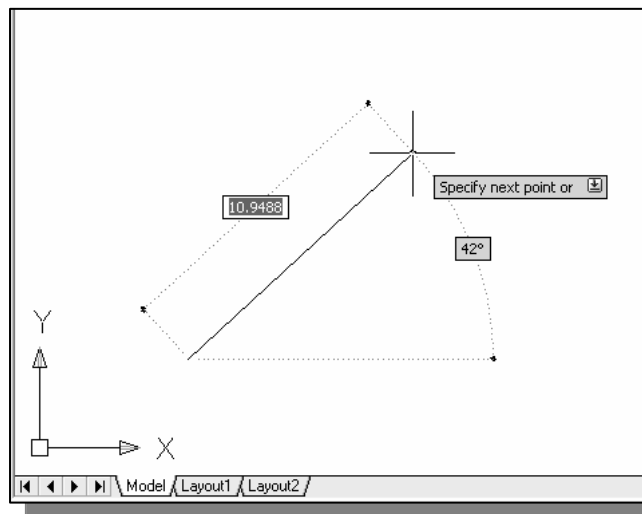 10.9488
Specify next point or
42°
Y
X
Model Layout1 Layout2